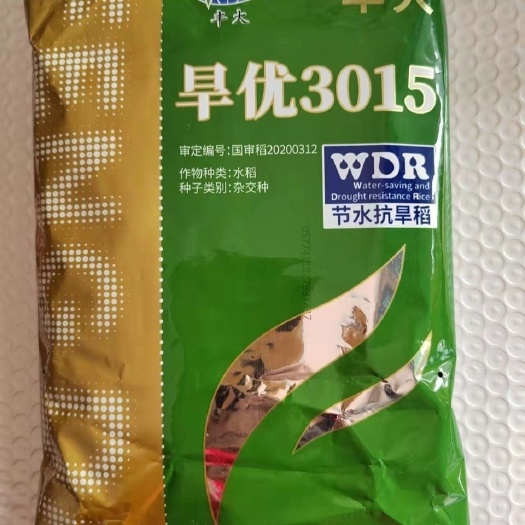 丰大
丰大
旱优3015
审定编号:国审稻20200312
作物种类:水稻
种子类别:杂交种
WDR
Water-saving and
Drought resistance Rice
节水抗旱稻